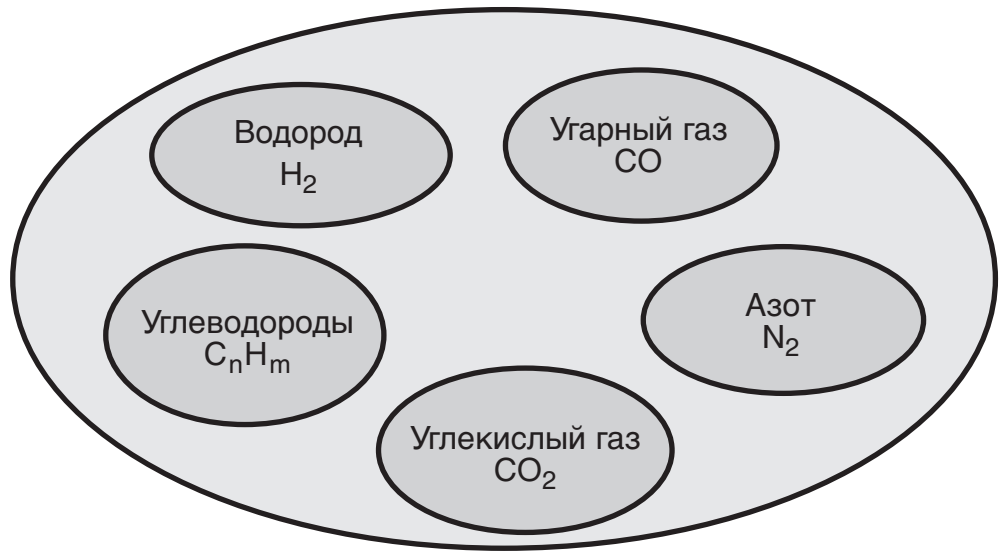 Водород
H₂
Угарный газ
CO
Углеводороды
CₙHₘ
Азот
N₂
Углекислый газ
CO₂